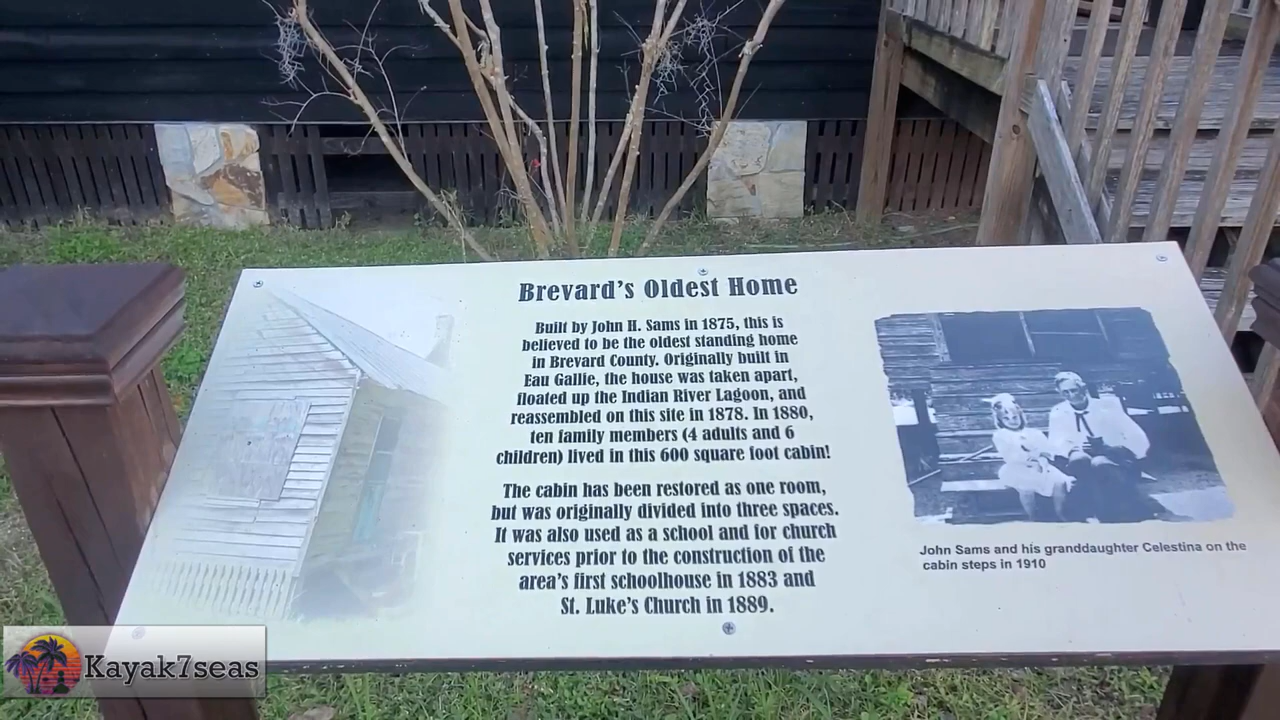 Brevard's Oldest Home
Built by John H. Sams in 1875, this is
believed to be the oldest standing home
in Brevard County. Originally built in
Eau Gallie, the house was taken apart,
floated up the Indian River Lagoon, and
reassembled on this site in 1878. In 1880,
ten family members (4 adults and 6
children) lived in this 600 square foot cabin!
The cabin has been restored as one room,
but was originally divided into three spaces.
It was also used as a school and for church
services prior to the construction of the
area's first schoolhouse in 1883 and
St. Luke's Church in 1889.
John Sams and his granddaughter Celestina on the
cabin steps in 1910
Kayak7seas